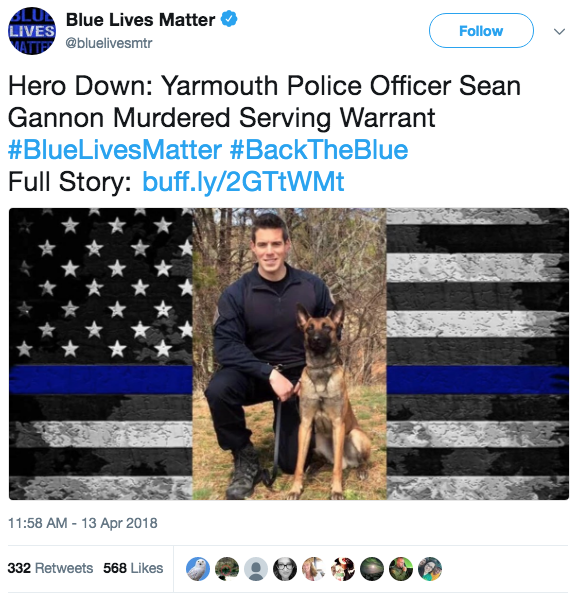 BLUE
LIVES
MATTER
Blue Lives Matter
@bluelivesmtr
Follow
Hero Down: Yarmouth Police Officer Sean
Gannon Murdered Serving Warrant
#BlueLivesMatter #BackTheBlue
Full Story: buff.ly/2GTtWMt
11:58 AM - 13 Apr 2018
332 Retweets 568 Likes